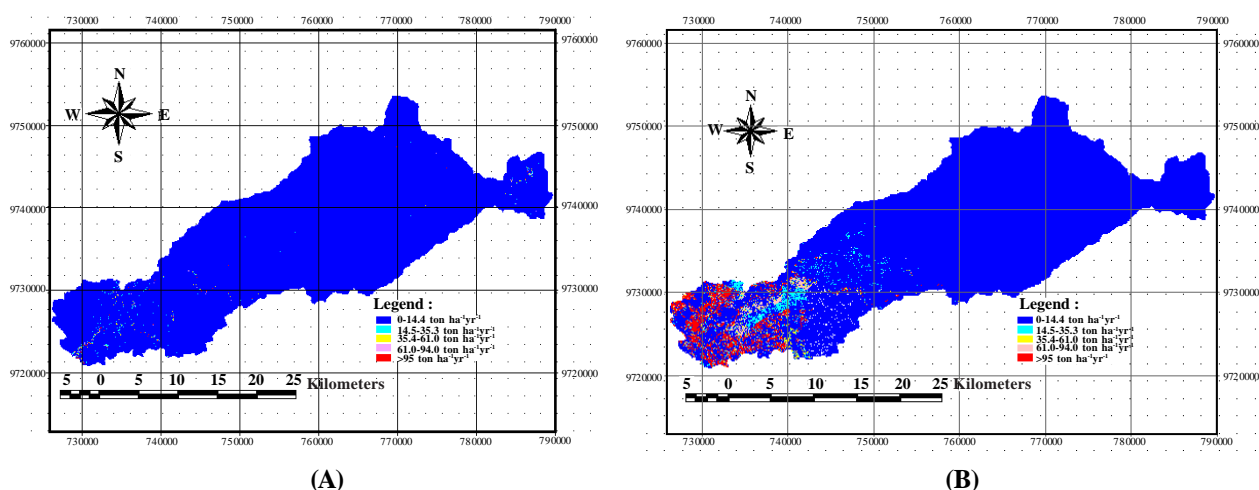 730000 740000 750000 760000 770000 780000 790000
9760000 9760000
N
W E
S
9750000 9750000
9740000 9740000
9730000 9730000
Legend :
0-14.4 ton ha⁻¹yr⁻¹
14.5-35.3 ton ha⁻¹yr⁻¹
35.4-61.0 ton ha⁻¹yr⁻¹
61.0-94.0 ton ha⁻¹yr⁻¹
>95 ton ha⁻¹yr⁻¹
9720000 9720000
5 0 5 10 15 20 25 Kilometers
730000 740000 750000 760000 770000 780000 790000
(A)
730000 740000 750000 760000 770000 780000 790000
9760000 9760000
N
W E
S
9750000 9750000
9740000 9740000
9730000 9730000
Legend :
0-14.4 ton ha⁻¹yr⁻¹
14.5-35.3 ton ha⁻¹yr⁻¹
35.4-61.0 ton ha⁻¹yr⁻¹
61.0-94.0 ton ha⁻¹yr⁻¹
>95 ton ha⁻¹yr⁻¹
9720000 9720000
5 0 5 10 15 20 25 Kilometers
730000 740000 750000 760000 770000 780000 790000
(B)